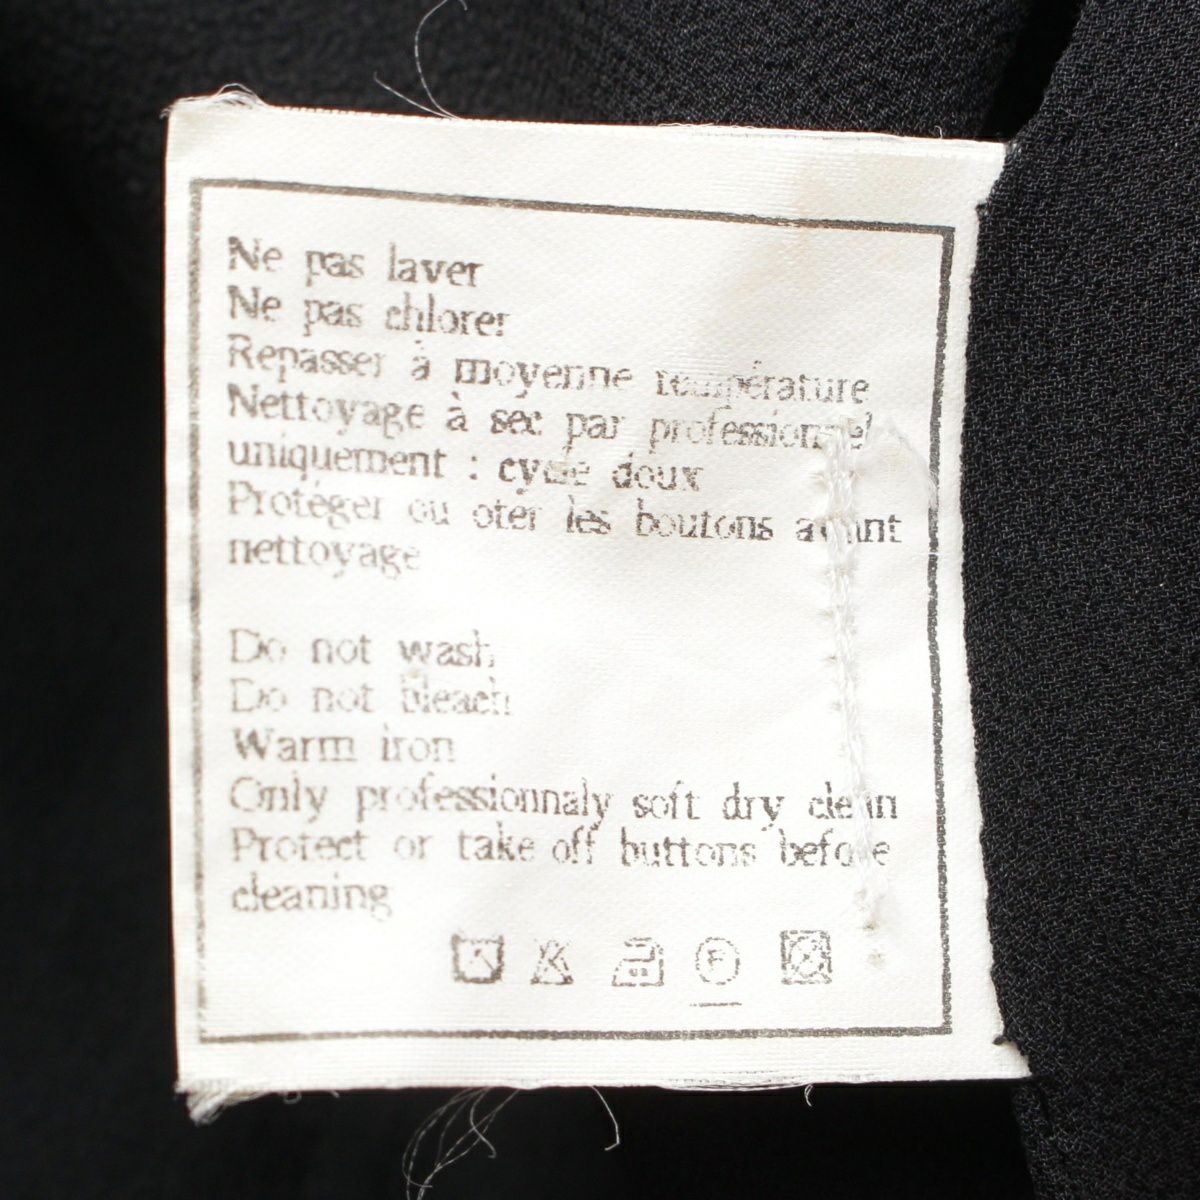 Ne pas laver
Ne pas chlorer
Repasser à moyenne température
Nettoyage à sec par professionnel
uniquement : cycle doux
Protéger ou oter les boutons avant
nettoyage
Do not wash
Do not bleach
Warm iron
Only professionnaly soft dry clean
Protect or take off buttons before
cleaning